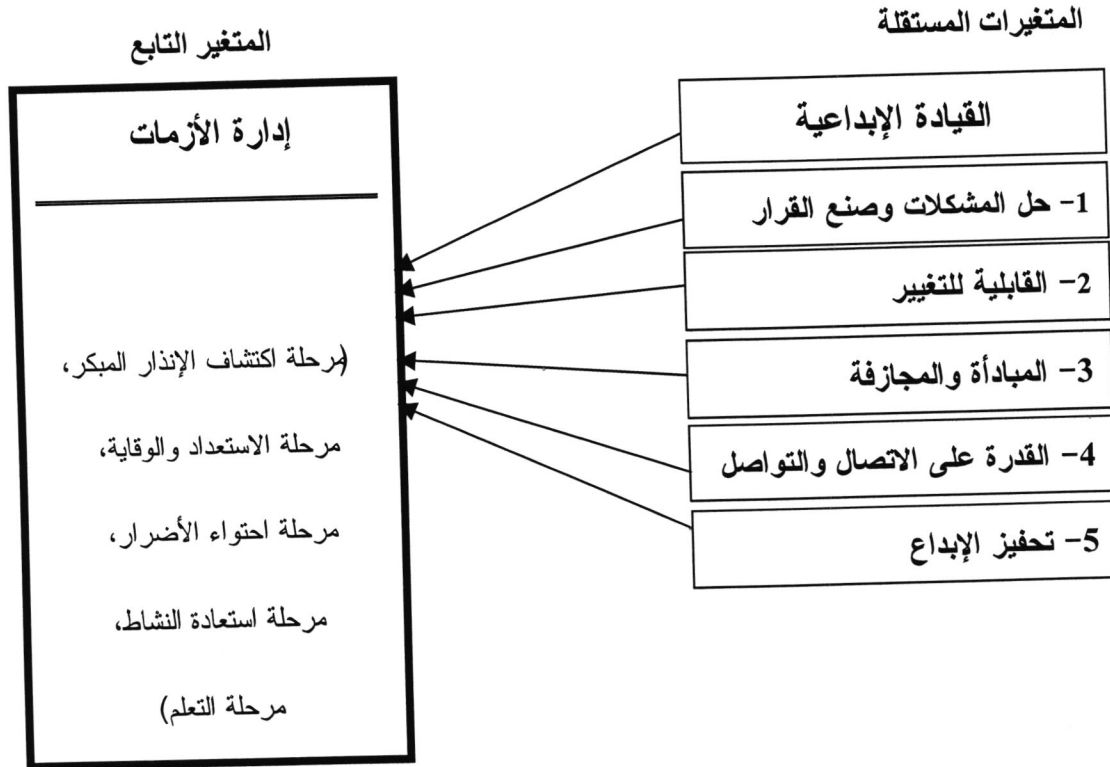 المتغيرات المستقلة
القيادة الإبداعية
1- حل المشكلات وصنع القرار
2- القابلية للتغيير
3- المبادأة والمجازفة
4- القدرة على الاتصال والتواصل
5- تحفيز الإبداع
المتغير التابع
إدارة الأزمات
(مرحلة اكتشاف الإنذار المبكر،
مرحلة الاستعداد والوقاية،
مرحلة احتواء الأضرار،
مرحلة استعادة النشاط،
مرحلة التعلم)